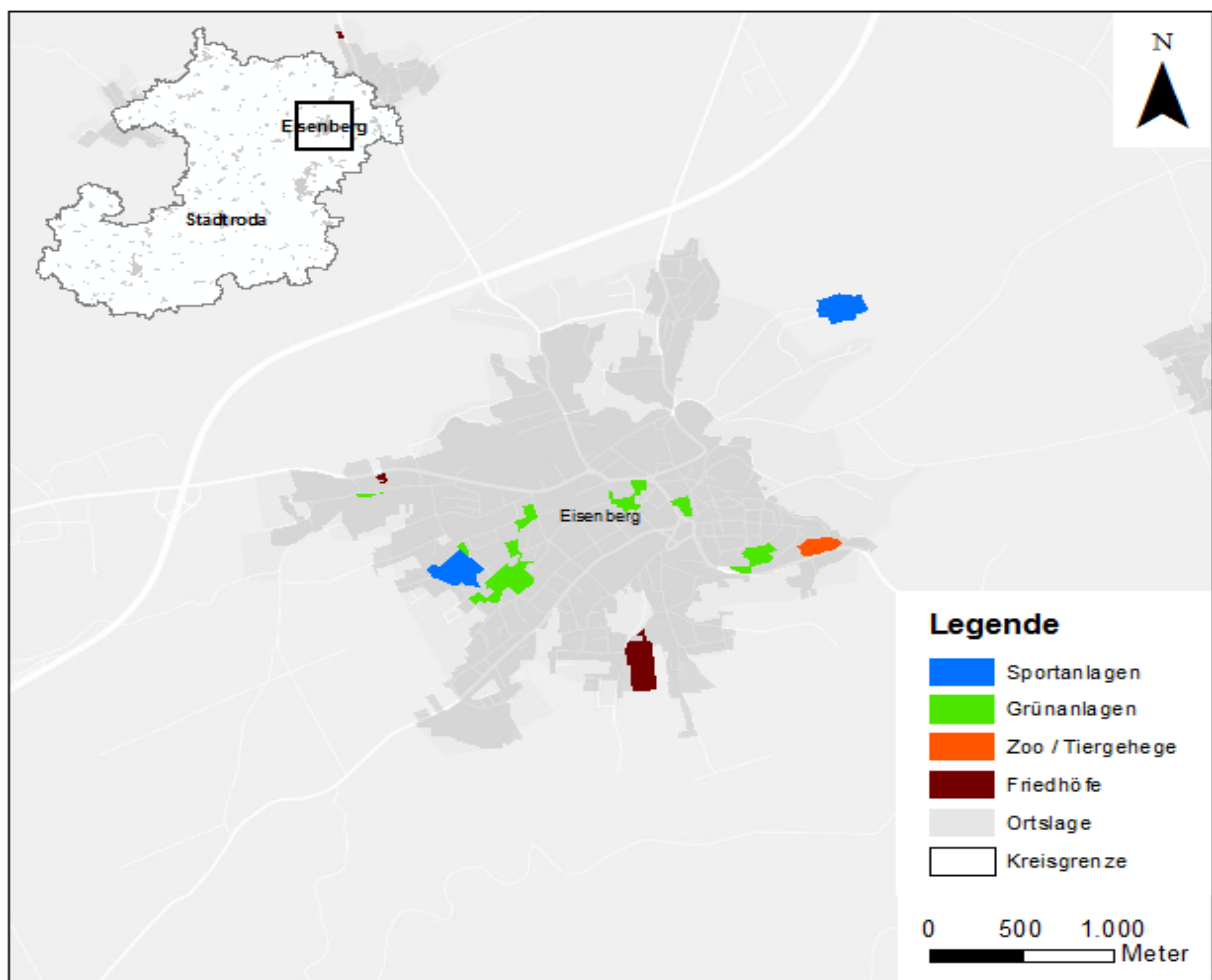 N
Eisenberg
Stadtroda
Eisenberg
Legende
Sportanlagen
Grünanlagen
Zoo / Tiergehege
Friedhöfe
Ortslage
Kreisgrenze
0 500 1.000
Meter